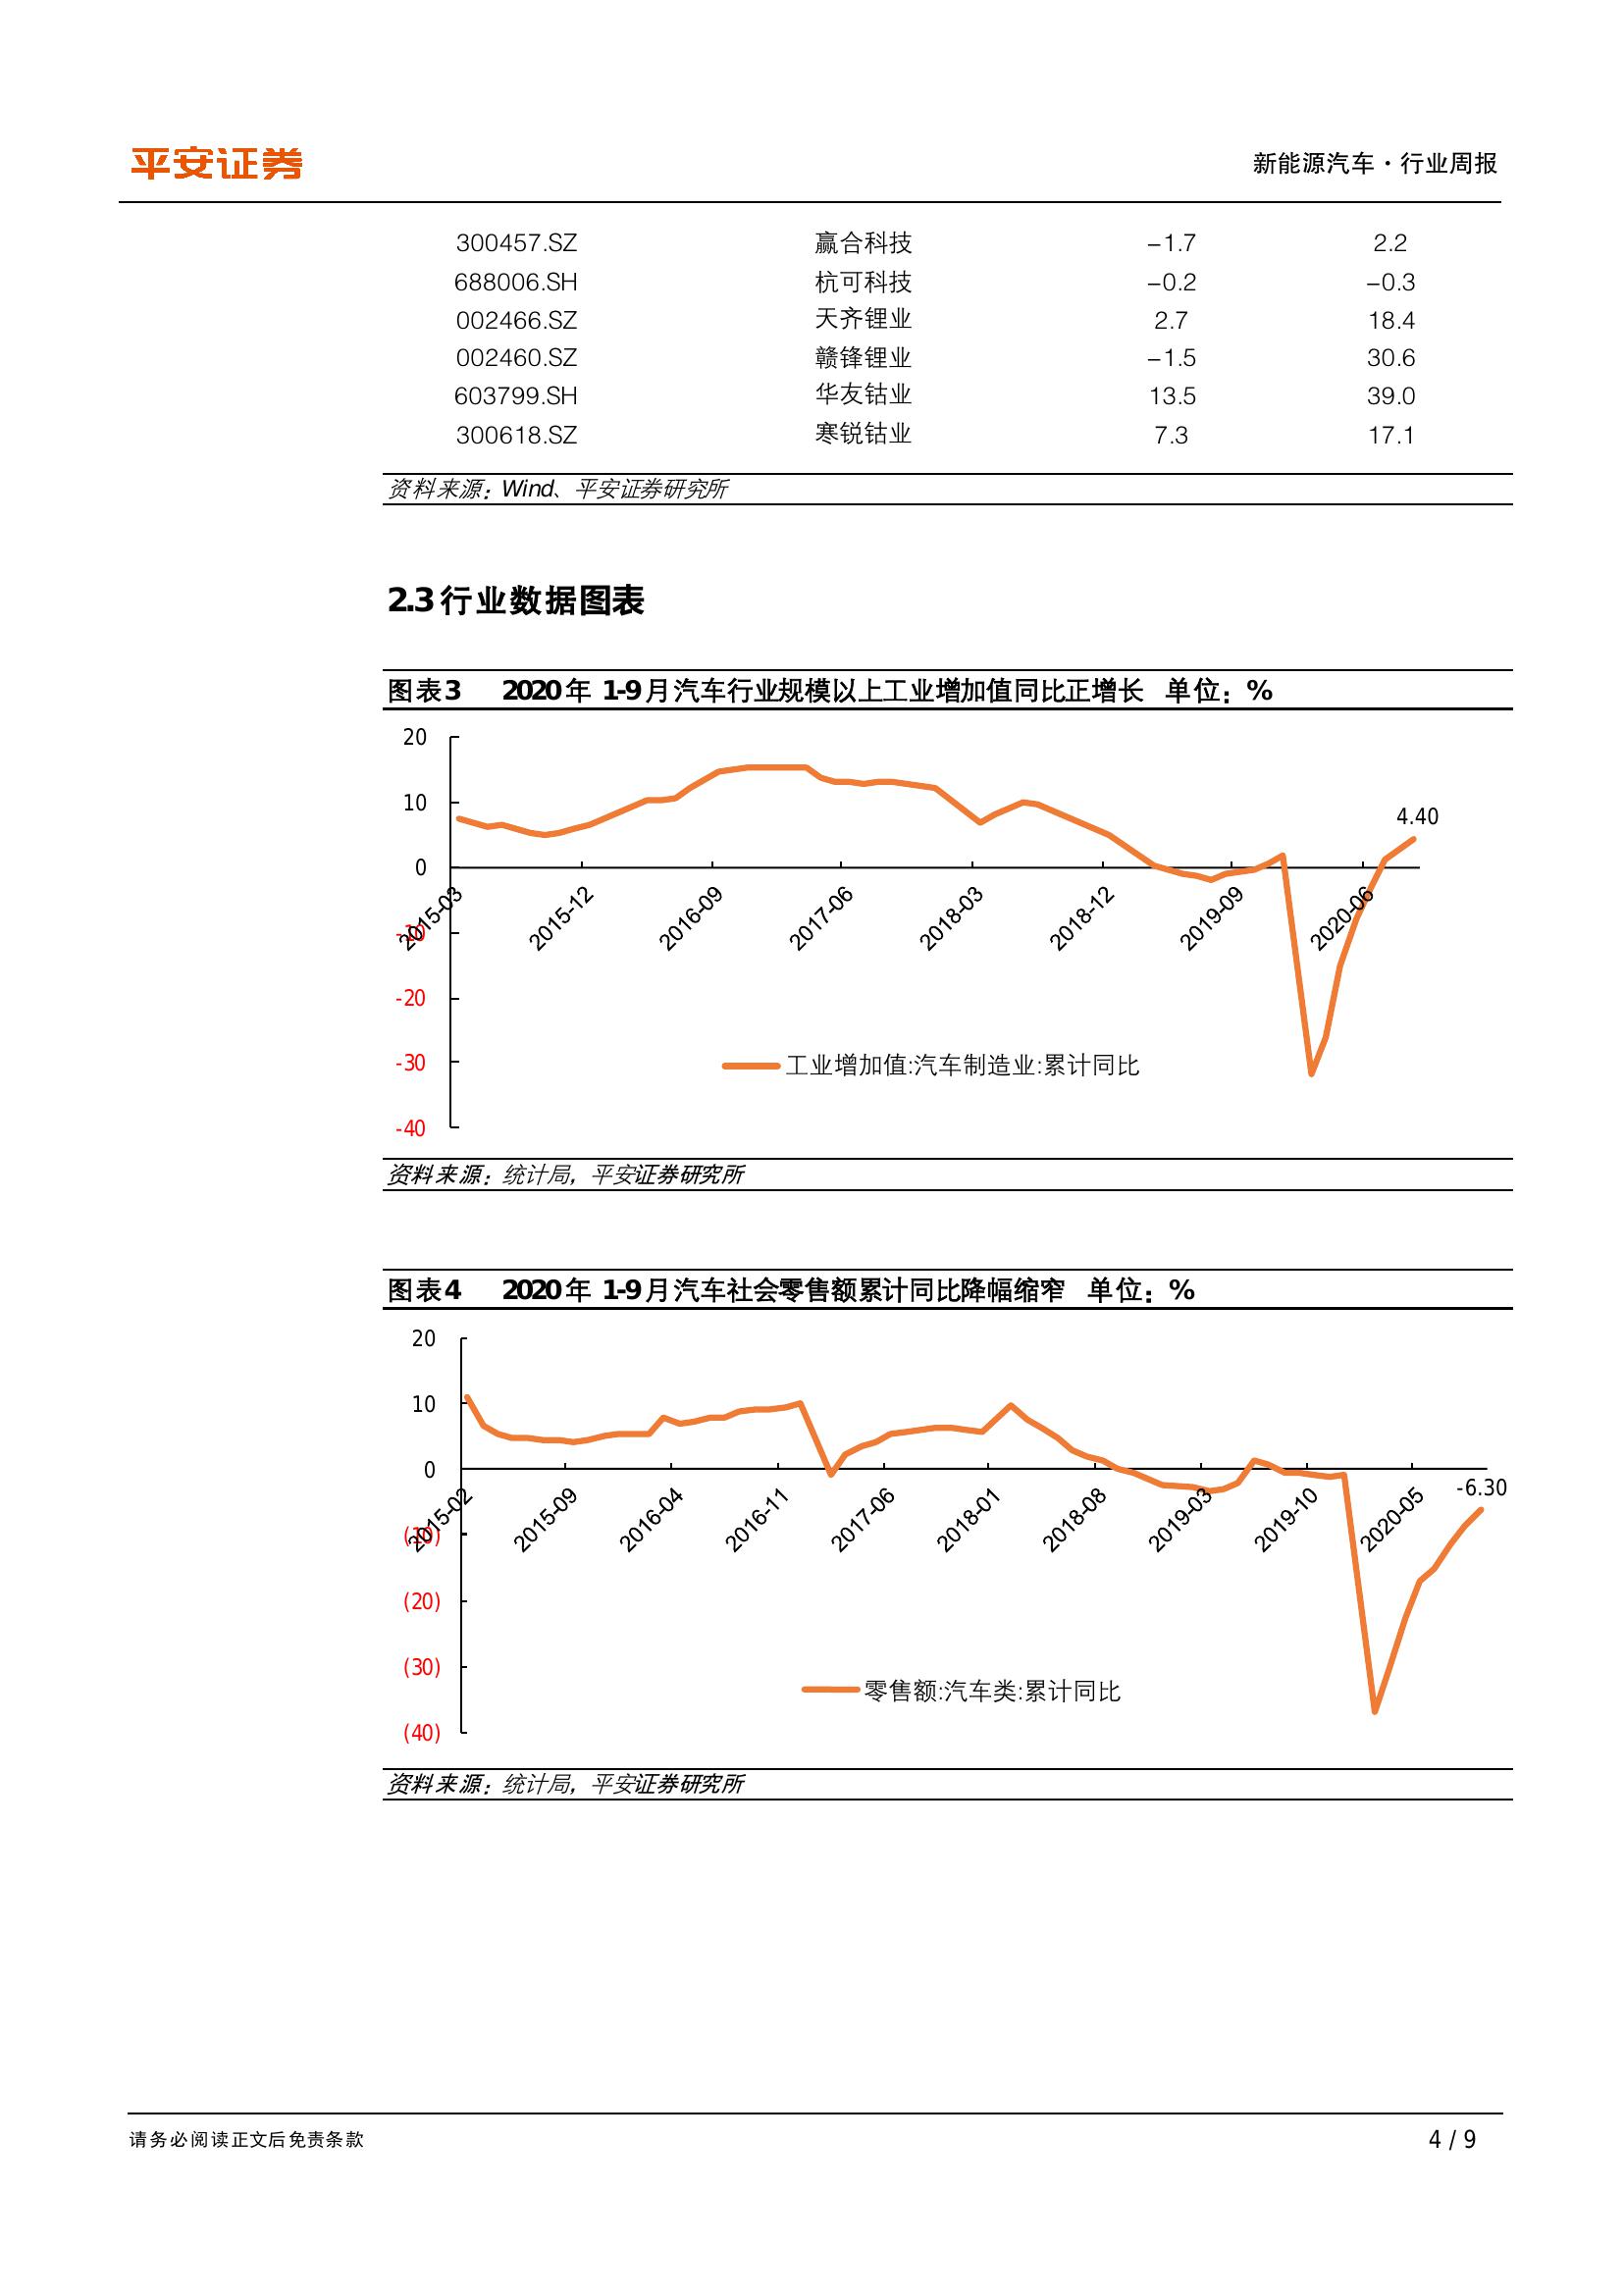 平安证券
新能源汽车·行业周报
300457.SZ 赢合科技 -1.7 2.2
688006.SH 杭可科技 -0.2 -0.3
002466.SZ 天齐锂业 2.7 18.4
002460.SZ 赣锋锂业 -1.5 30.6
603799.SH 华友钴业 13.5 39.0
300618.SZ 寒锐钴业 7.3 17.1
资料来源：Wind、平安证券研究所
2.3 行业数据图表
图表3 2020年 1-9月汽车行业规模以上工业增加值同比正增长 单位：%
20
10
0
-10
-20
-30
-40
2015-03 2015-12 2016-09 2017-06 2018-03 2018-12 2019-09 2020-06
4.40
工业增加值:汽车制造业:累计同比
资料来源：统计局，平安证券研究所
图表4 2020年 1-9月汽车社会零售额累计同比降幅缩窄 单位：%
20
10
0
(10)
(20)
(30)
(40)
2015-02 2015-09 2016-04 2016-11 2017-06 2018-01 2018-08 2019-03 2019-10 2020-05
-6.30
零售额:汽车类:累计同比
资料来源：统计局，平安证券研究所
请务必阅读正文后免责条款
4 / 9